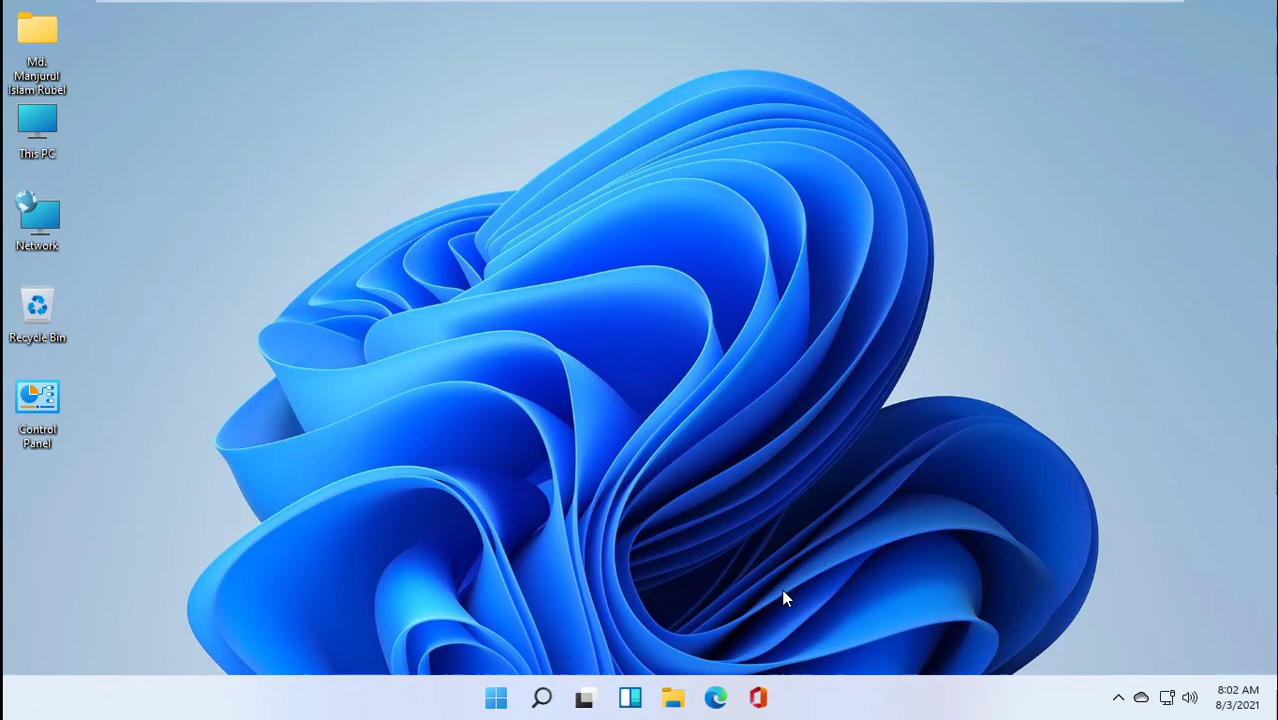 Md.
Manjurul
Islam Rubel
This PC
Network
Recycle Bin
Control
Panel
8:02 AM
8/3/2021